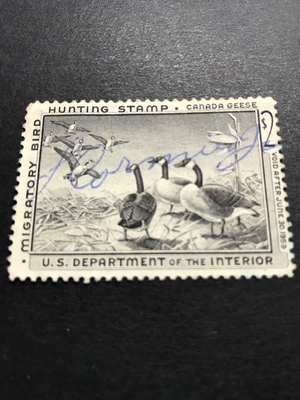 HUNTING STAMP · CANADA GEESE
$2
MIGRATORY BIRD
VOID AFTER JUNE 30, 1959
U.S. DEPARTMENT OF THE INTERIOR